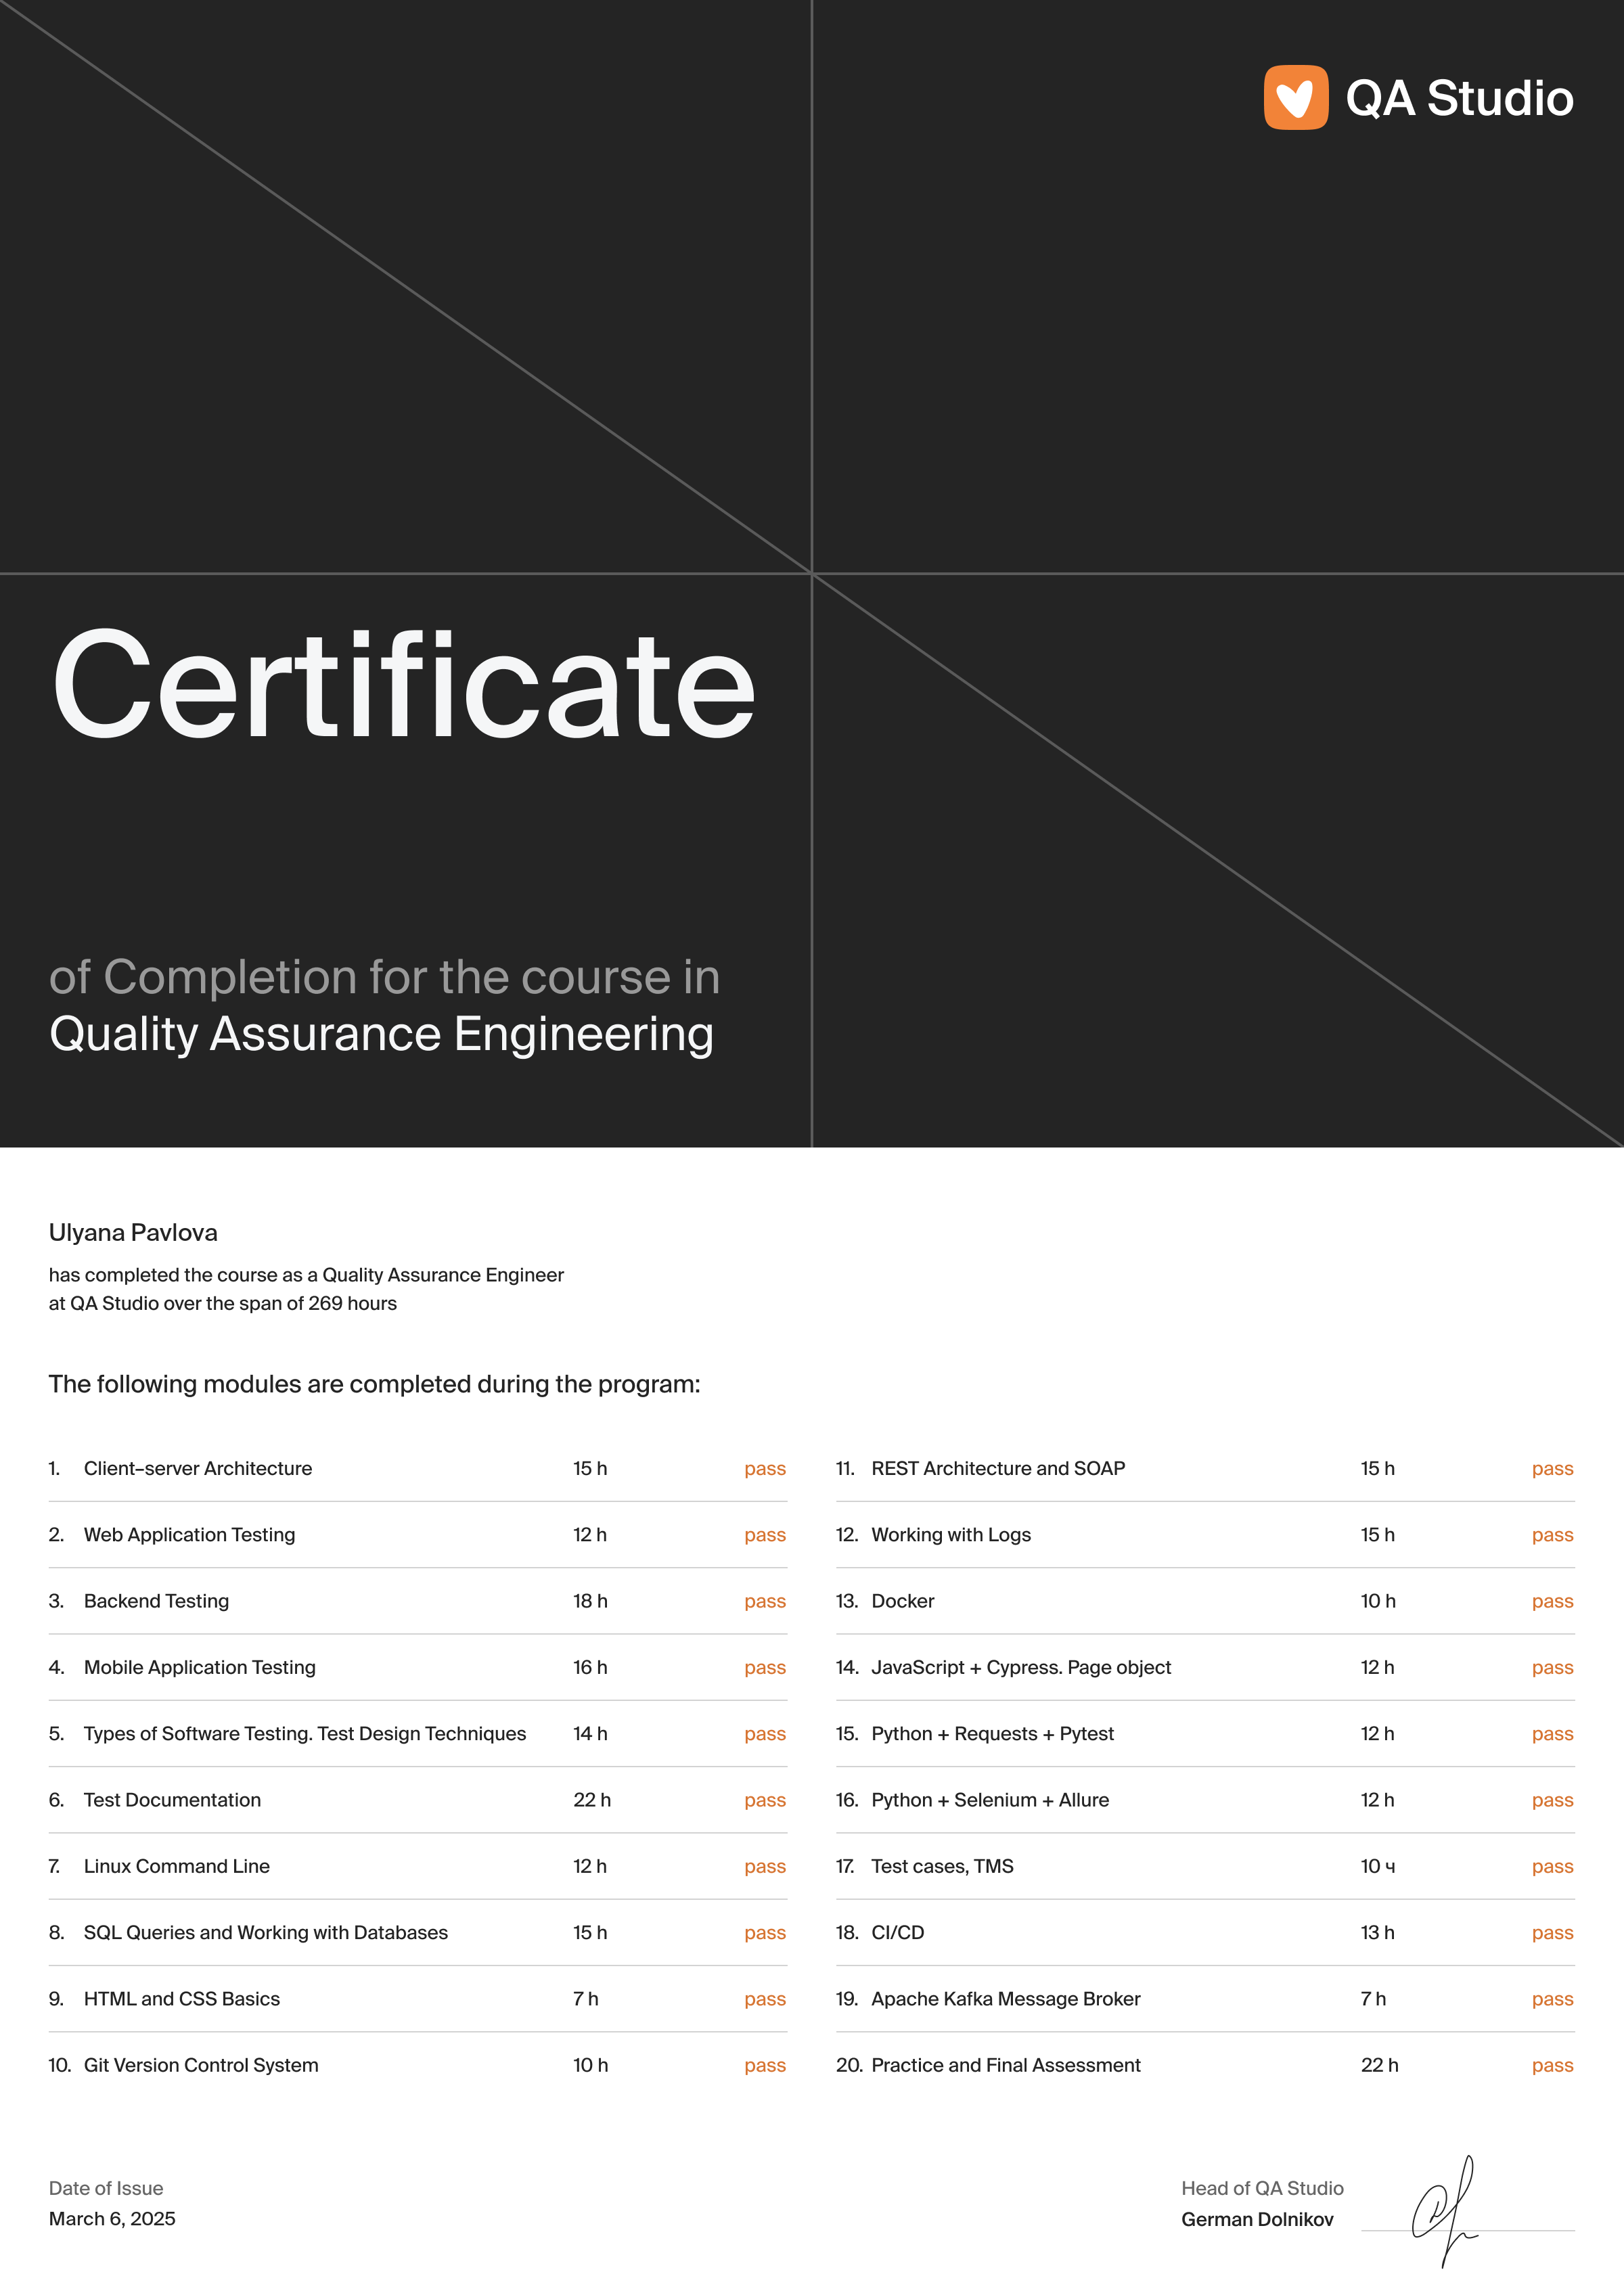 QA Studio
Certificate
of Completion for the course in
Quality Assurance Engineering
Ulyana Pavlova
has completed the course as a Quality Assurance Engineer
at QA Studio over the span of 269 hours
The following modules are completed during the program:
1. Client–server Architecture 15 h pass
2. Web Application Testing 12 h pass
3. Backend Testing 18 h pass
4. Mobile Application Testing 16 h pass
5. Types of Software Testing. Test Design Techniques 14 h pass
6. Test Documentation 22 h pass
7. Linux Command Line 12 h pass
8. SQL Queries and Working with Databases 15 h pass
9. HTML and CSS Basics 7 h pass
10. Git Version Control System 10 h pass
11. REST Architecture and SOAP 15 h pass
12. Working with Logs 15 h pass
13. Docker 10 h pass
14. JavaScript + Cypress. Page object 12 h pass
15. Python + Requests + Pytest 12 h pass
16. Python + Selenium + Allure 12 h pass
17. Test cases, TMS 10 ч pass
18. CI/CD 13 h pass
19. Apache Kafka Message Broker 7 h pass
20. Practice and Final Assessment 22 h pass
Date of Issue
March 6, 2025
Head of QA Studio
German Dolnikov